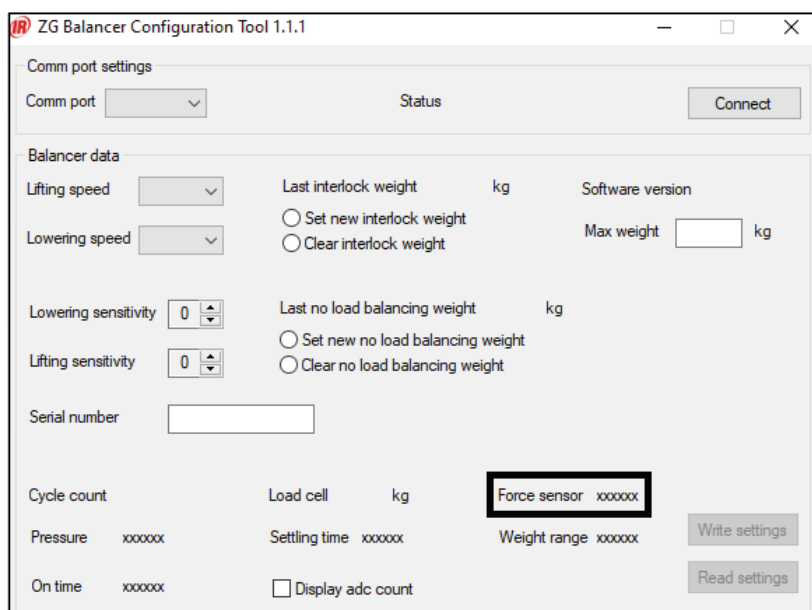 IR ZG Balancer Configuration Tool 1.1.1
Comm port settings
Comm port Status Connect
Balancer data
Lifting speed Last interlock weight kg Software version
Set new interlock weight
Lowering speed Clear interlock weight Max weight kg
Lowering sensitivity 0 Last no load balancing weight kg
Set new no load balancing weight
Lifting sensitivity 0 Clear no load balancing weight
Serial number
Cycle count Load cell kg Force sensor xxxxxx
Pressure xxxxxx Settling time xxxxxx Weight range xxxxxx Write settings
On time xxxxxx Display adc count Read settings